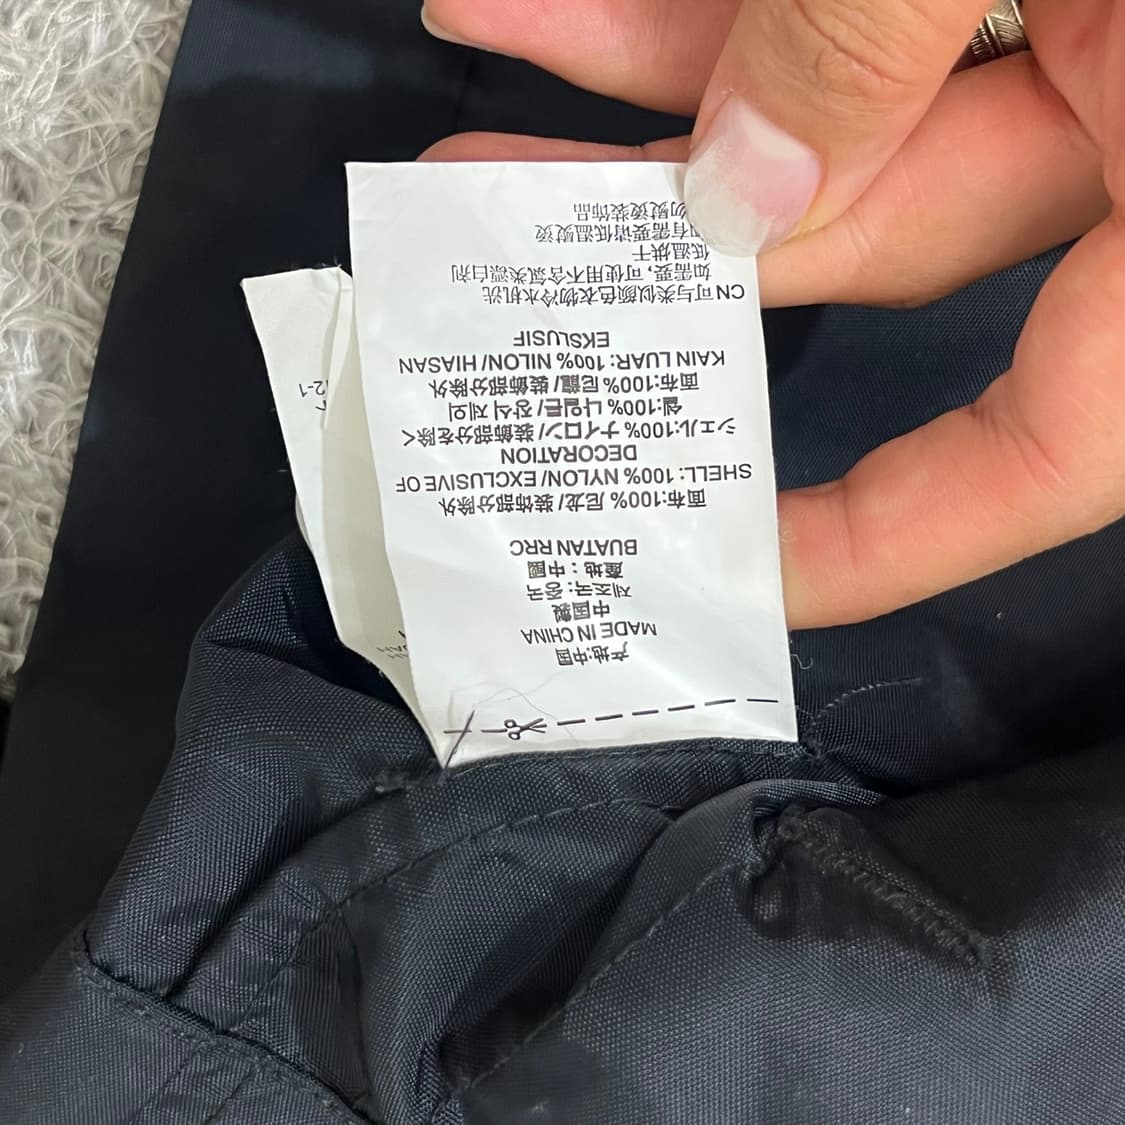 产地:中国
MADE IN CHINA
中国製
제조국: 중국
產地：中國
BUATAN RRC
面布:100% 尼龙/ 装饰部分除外
SHELL: 100% NYLON/ EXCLUSIVE OF
DECORATION
シェル:100% ナイロン/ 装飾部分を除く
쉘:100% 나일론/ 장식 제외
面布:100% 尼龍/ 裝飾部分除外
KAIN LUAR: 100% NILON/ HIASAN
EKSLUSIF
CN 可与类似颜色衣物冷水机洗
如需要, 可使用不含氯类漂白剂
低温烘干
如有需要请低温熨烫
勿熨烫装饰品
2-1